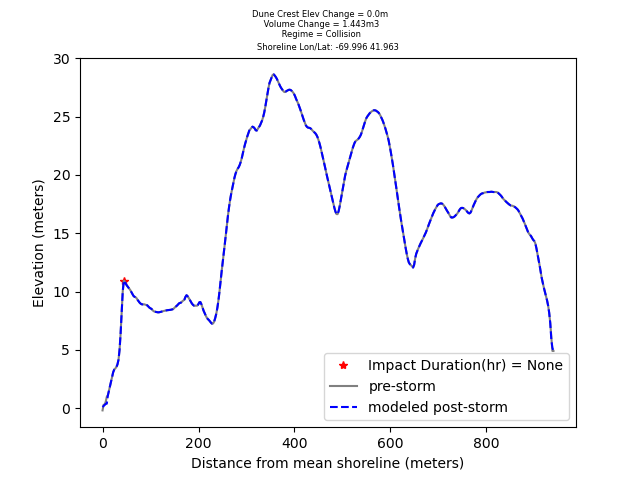 Dune Crest Elev Change = 0.0m
Volume Change = 1.443m3
Regime = Collision
Shoreline Lon/Lat: -69.996 41.963
30
25
20
15
10
5
0
Elevation (meters)
Impact Duration(hr) = None
pre-storm
modeled post-storm
0 200 400 600 800
Distance from mean shoreline (meters)